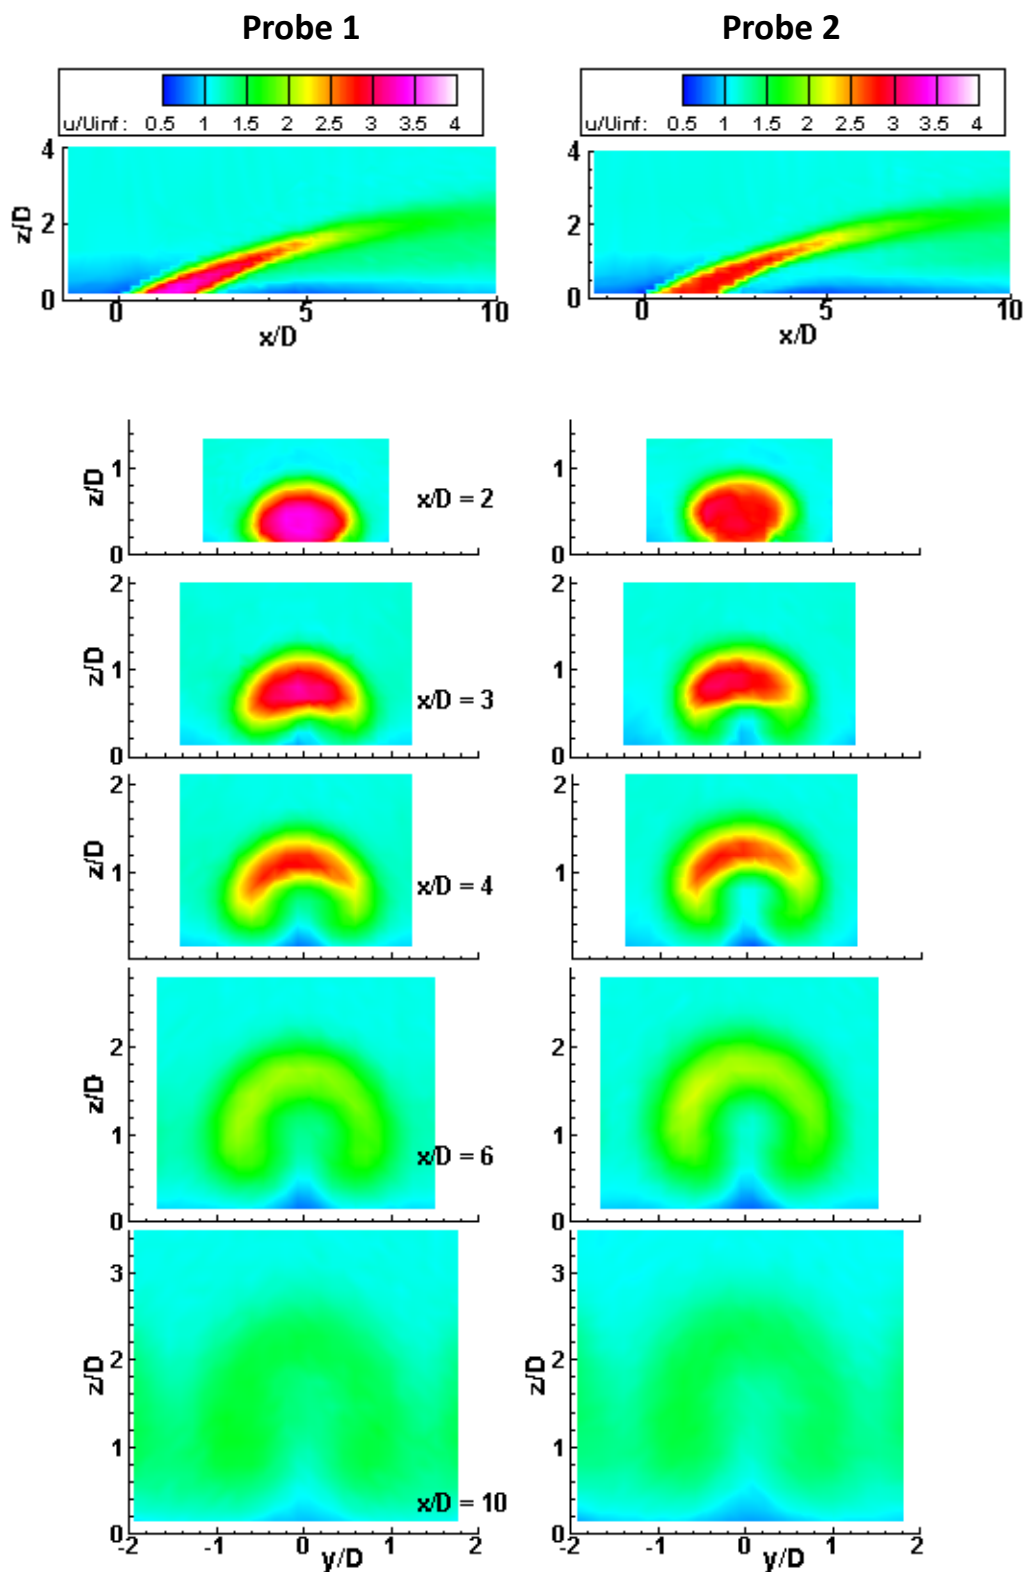 Probe 1 Probe 2
u/Uinf: 0.5 1 1.5 2 2.5 3 3.5 4 u/Uinf: 0.5 1 1.5 2 2.5 3 3.5 4
4 4
z/D 2 2
0 0
0 5 10 0 5 10
x/D x/D
z/D 1 x/D = 2 1
0 0
2 2
z/D 1 x/D = 3 1
0 0
2 2
z/D 1 x/D = 4 1
2 2
z/D 1 x/D = 6 1
0 0
3 3
z/D 2 z/D 2
1 1
x/D = 10
0 0
-2 -1 0 1 2 -2 -1 0 1 2
y/D y/D